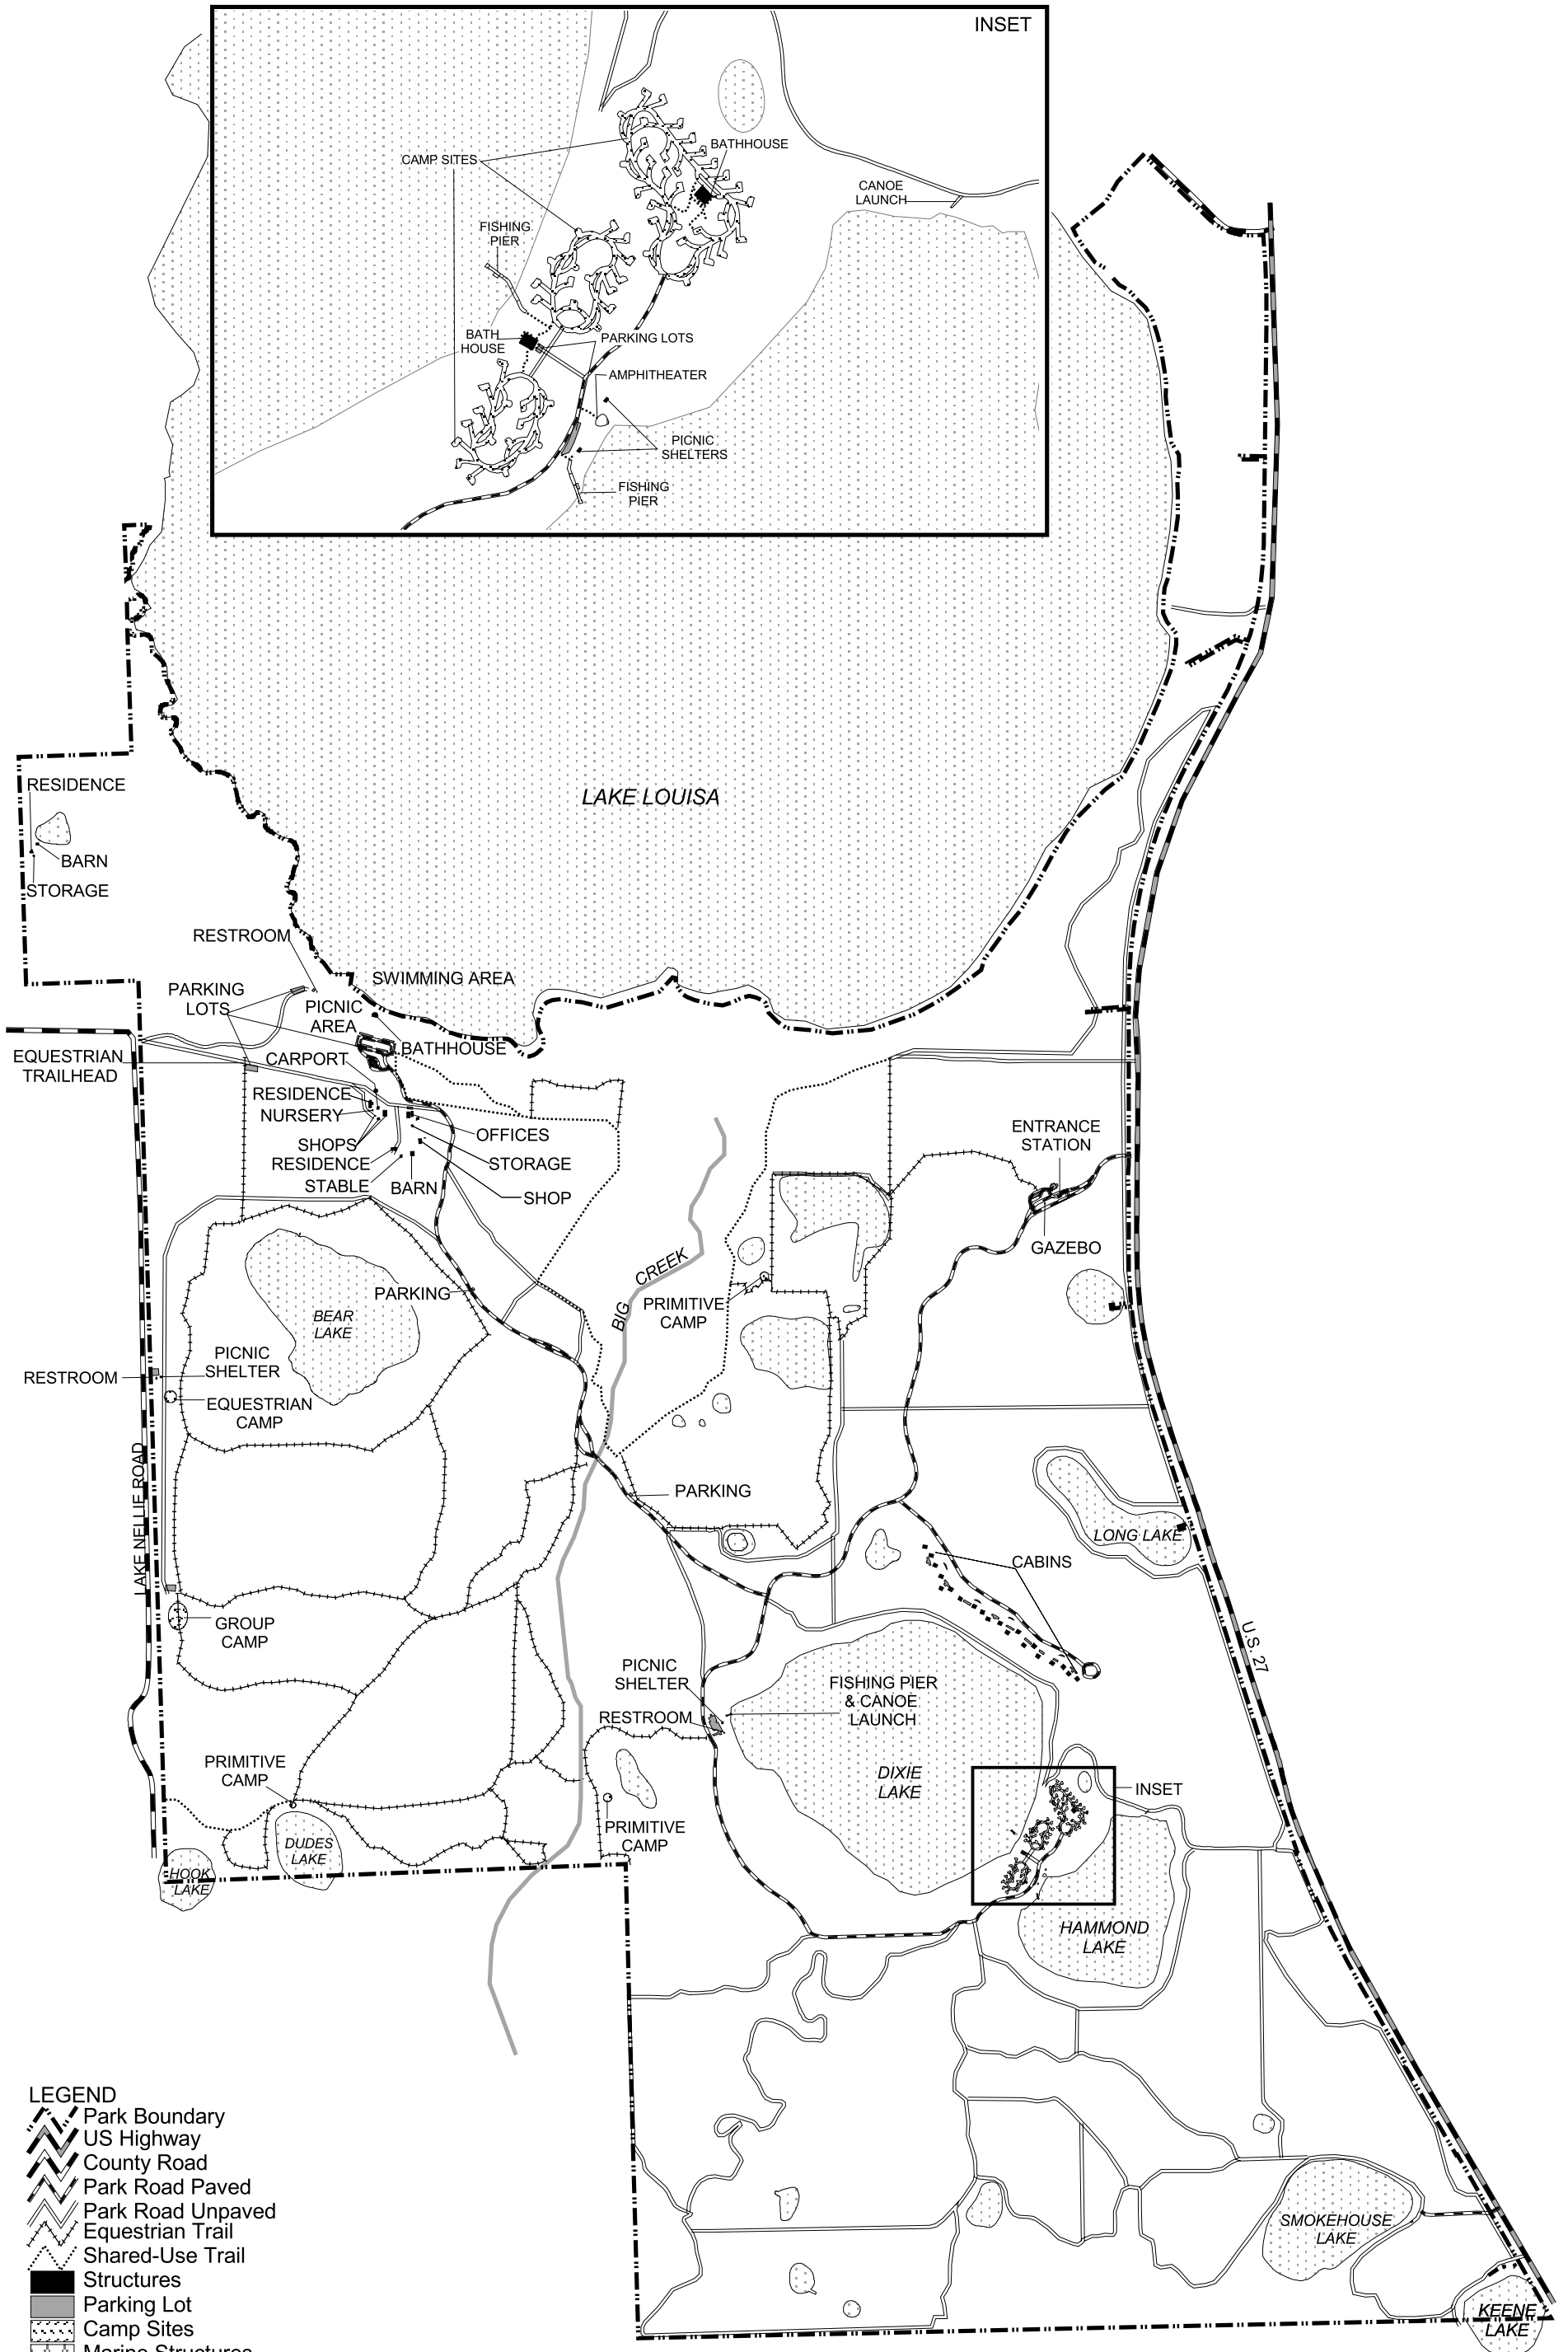 INSET
CAMP SITES
BATHHOUSE
CANOE
LAUNCH
FISHING
PIER
BATH
HOUSE
PARKING LOTS
AMPHITHEATER
PICNIC
SHELTERS
FISHING
PIER
LAKE LOUISA
RESIDENCE
BARN
STORAGE
RESTROOM
SWIMMING AREA
PARKING
LOTS
PICNIC
AREA
BATHHOUSE
EQUESTRIAN
TRAILHEAD
CARPORT
RESIDENCE
NURSERY
SHOPS
RESIDENCE
STABLE
BARN
OFFICES
STORAGE
SHOP
ENTRANCE
STATION
GAZEBO
BIG
CREEK
PRIMITIVE
CAMP
PARKING
BEAR
LAKE
RESTROOM
PICNIC
SHELTER
EQUESTRIAN
CAMP
LAKE NELLIE ROAD
PARKING
LONG LAKE
CABINS
GROUP
CAMP
U.S. 27
PICNIC
SHELTER
RESTROOM
FISHING PIER
& CANOE
LAUNCH
DIXIE
LAKE
INSET
PRIMITIVE
CAMP
PRIMITIVE
CAMP
DUDES
LAKE
HOOK
LAKE
HAMMOND
LAKE
SMOKEHOUSE
LAKE
KEENE
LAKE
LEGEND
Park Boundary
US Highway
County Road
Park Road Paved
Park Road Unpaved
Equestrian Trail
Shared-Use Trail
Structures
Parking Lot
Camp Sites
Marine Structures